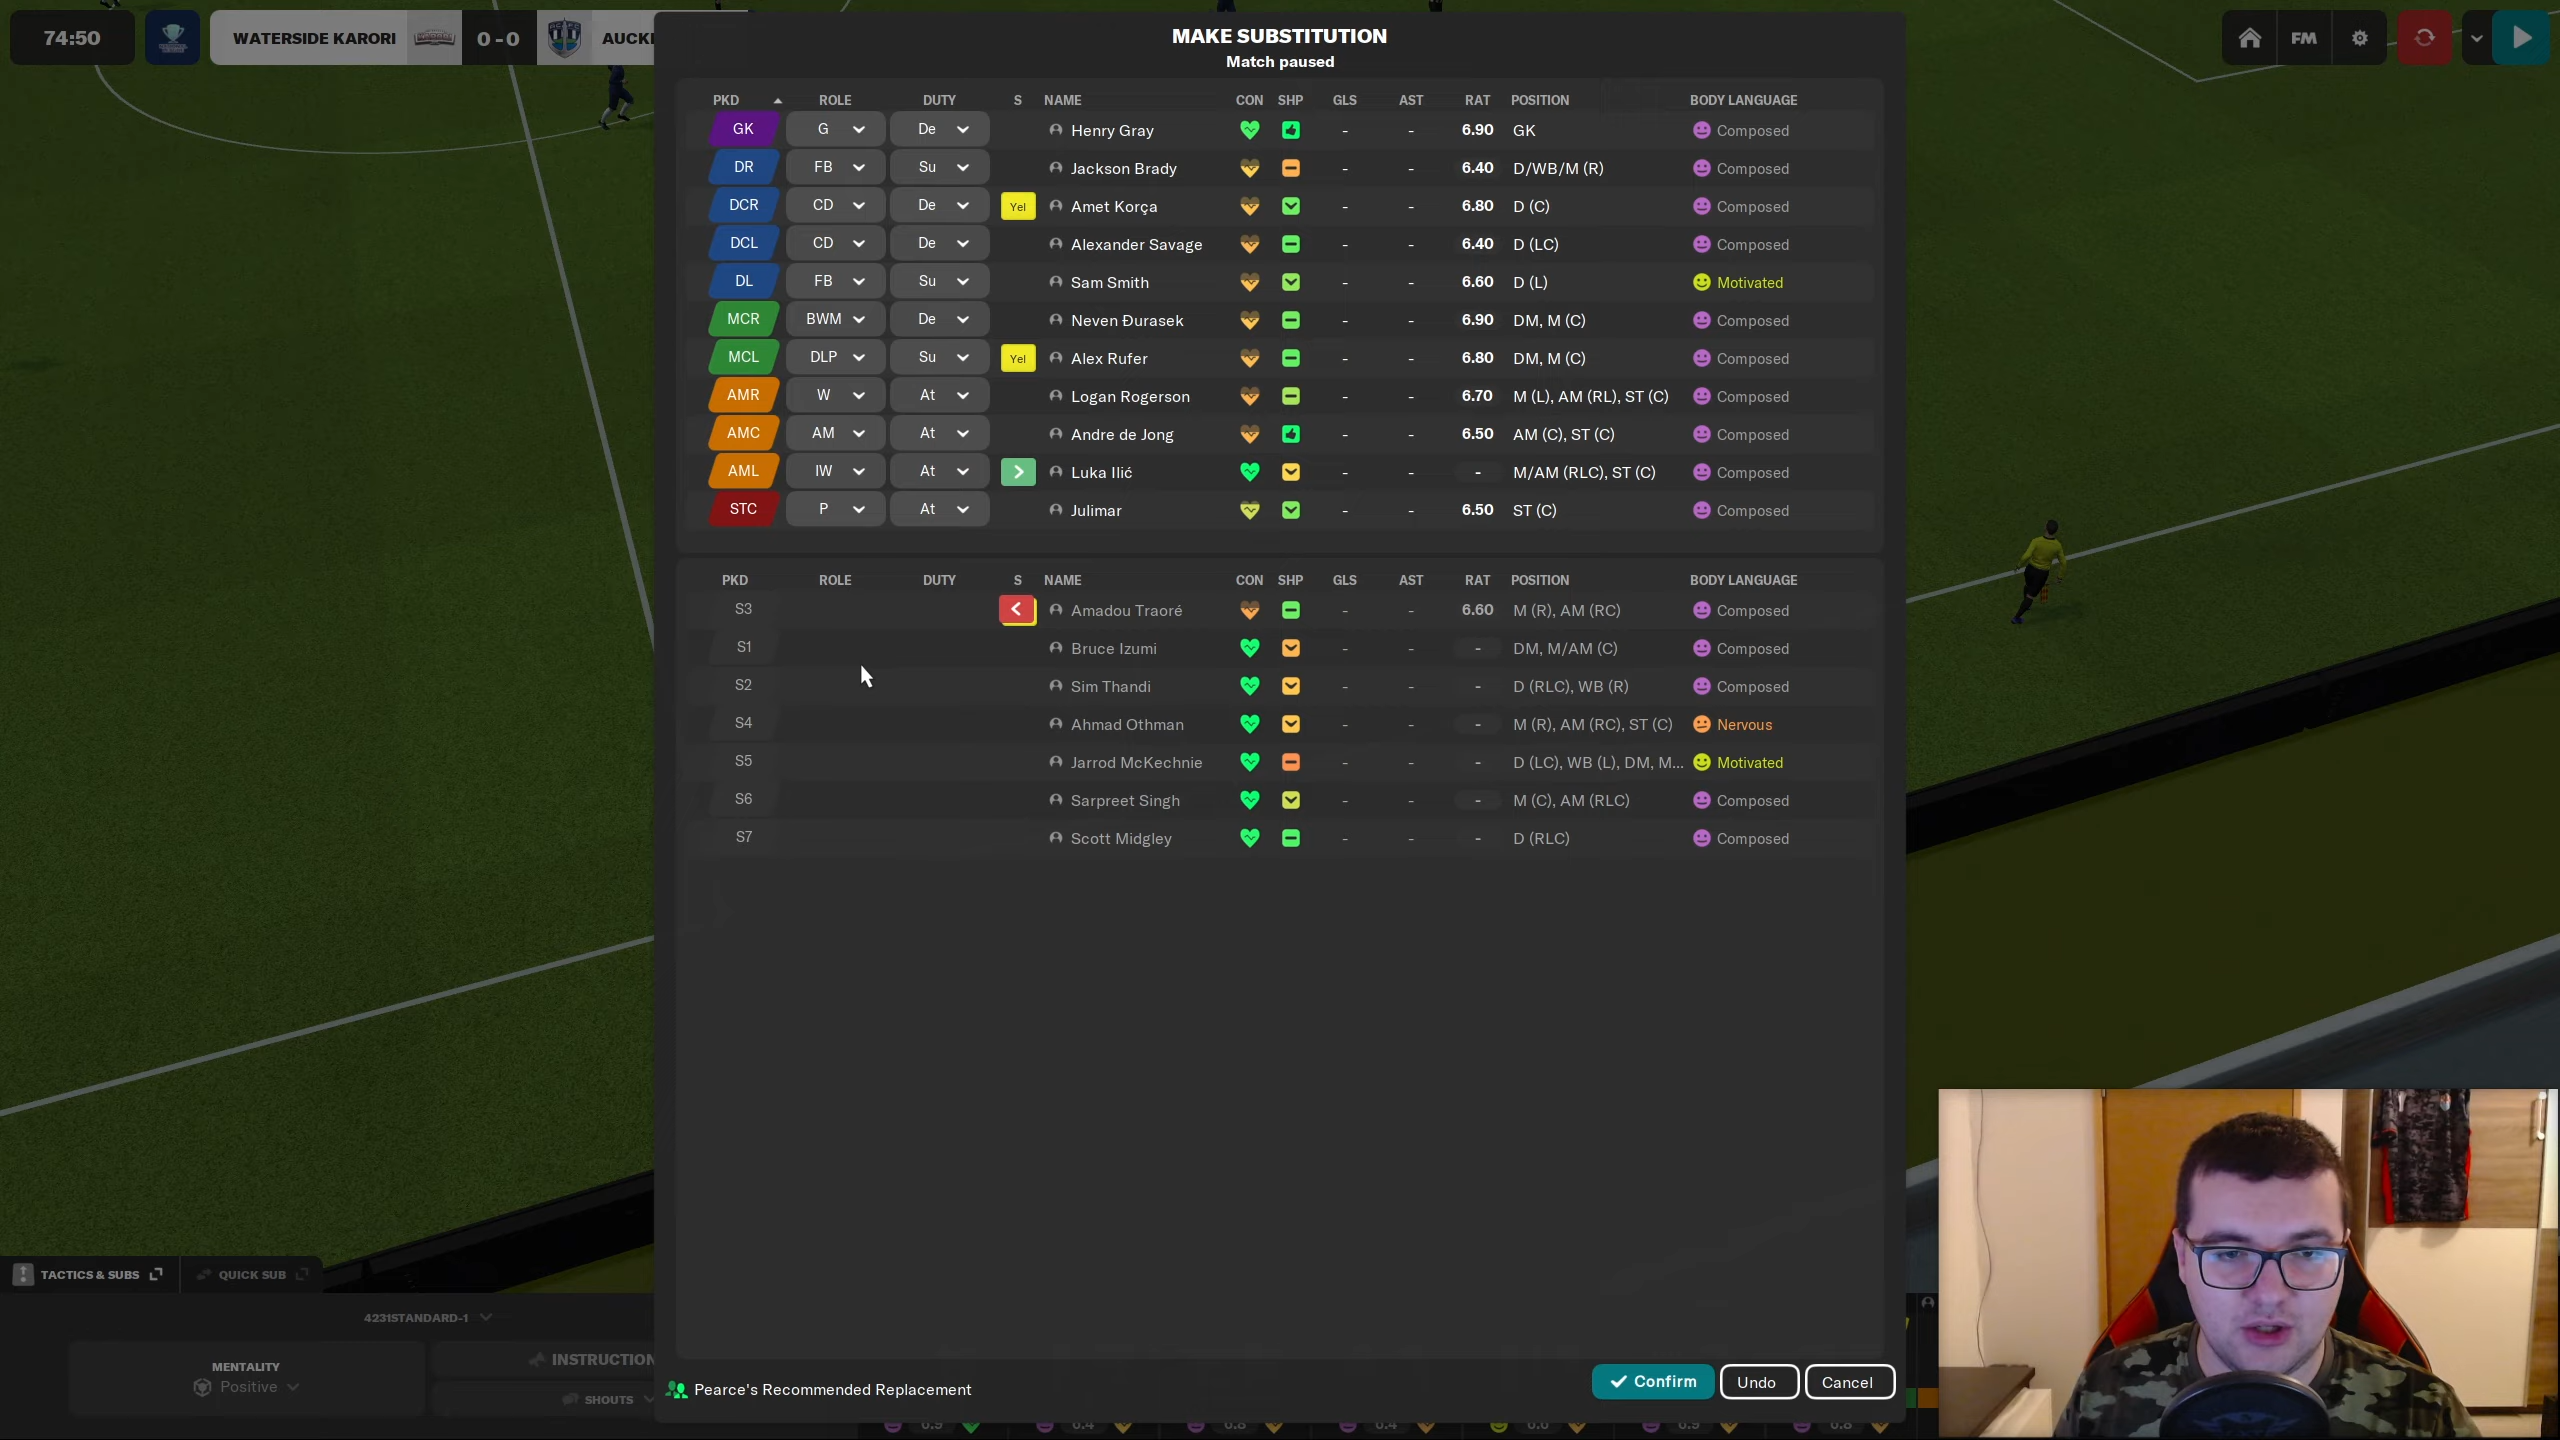 74:50
WATERSIDE KARORI
0 - 0
FM
MAKE SUBSTITUTION
Match paused
PKD ROLE DUTY S NAME CON SHP GLS AST RAT POSITION BODY LANGUAGE
GK G De Henry Gray - - 6.90 GK Composed
DR FB Su Jackson Brady - - 6.40 D/WB/M (R) Composed
DCR CD De Yel Amet Korça - - 6.80 D (C) Composed
DCL CD De Alexander Savage - - 6.40 D (LC) Composed
DL FB Su Sam Smith - - 6.60 D (L) Motivated
MCR BWM De Neven Đurasek - - 6.90 DM, M (C) Composed
MCL DLP Su Yel Alex Rufer - - 6.80 DM, M (C) Composed
AMR W At Logan Rogerson - - 6.70 M (L), AM (RL), ST (C) Composed
AMC AM At Andre de Jong - - 6.50 AM (C), ST (C) Composed
AML IW At Luka Ilić - - - M/AM (RLC), ST (C) Composed
STC P At Julimar - - 6.50 ST (C) Composed
PKD ROLE DUTY S NAME CON SHP GLS AST RAT POSITION BODY LANGUAGE
S3 Amadou Traoré - - 6.60 M (R), AM (RC) Composed
S1 Bruce Izumi - - - DM, M/AM (C) Composed
S2 Sim Thandi - - - D (RLC), WB (R) Composed
S4 Ahmad Othman - - - M (R), AM (RC), ST (C) Nervous
S5 Jarrod McKechnie - - - D (LC), WB (L), DM, M... Motivated
S6 Sarpreet Singh - - - M (C), AM (RLC) Composed
S7 Scott Midgley - - - D (RLC) Composed
TACTICS & SUBS QUICK SUB
4231STANDARD-1
MENTALITY
Positive
SHOUTS
Pearce's Recommended Replacement
Confirm Undo Cancel